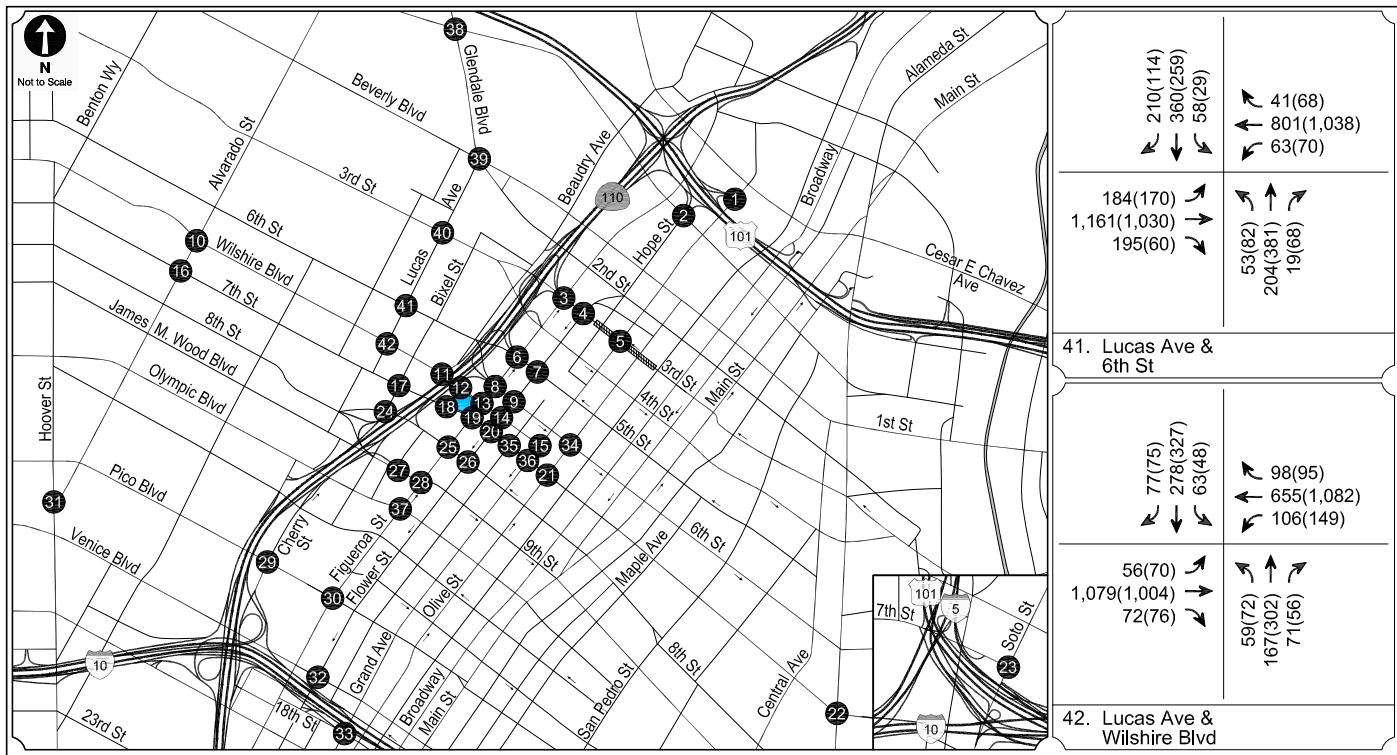 38
N
Not to Scale
Benton Wy
Beverly Blvd
Glendale Blvd
Alameda St
Main St
Alvarado St
39
Beaudry Ave
Broadway
3rd St
Ave
110
1
2
6th St
40
Hope St
101
10
Wilshire Blvd
Lucas
Bixel St
2nd St
Cesar E Chavez
Ave
16
7th St
41
3
4
8th St
James
M. Wood Blvd
42
5
3rd St
Main St
Olympic Blvd
11
12
6
7
17
8
18
13
9
24
19
14
4th St
1st St
Hoover St
20
5th St
25
35
15
34
26
36
27
28
21
Pico Blvd
31
37
Venice Blvd
Cherry
St
Figueroa St
Flower St
9th St
6th St
Maple Ave
29
30
Olive St
101
5
7th St
Soto St
23
8th St
Central Ave
10
32
Grand Ave
Broadway
Main St
San Pedro St
22
10
18th St
23rd St
33
210(114)
360(259)
58(29)
41(68)
801(1,038)
63(70)
184(170)
1,161(1,030)
195(60)
53(82)
204(381)
19(68)
41. Lucas Ave &
6th St
77(75)
278(327)
63(48)
98(95)
655(1,082)
106(149)
56(70)
1,079(1,004)
72(76)
59(72)
167(302)
71(56)
42. Lucas Ave &
Wilshire Blvd